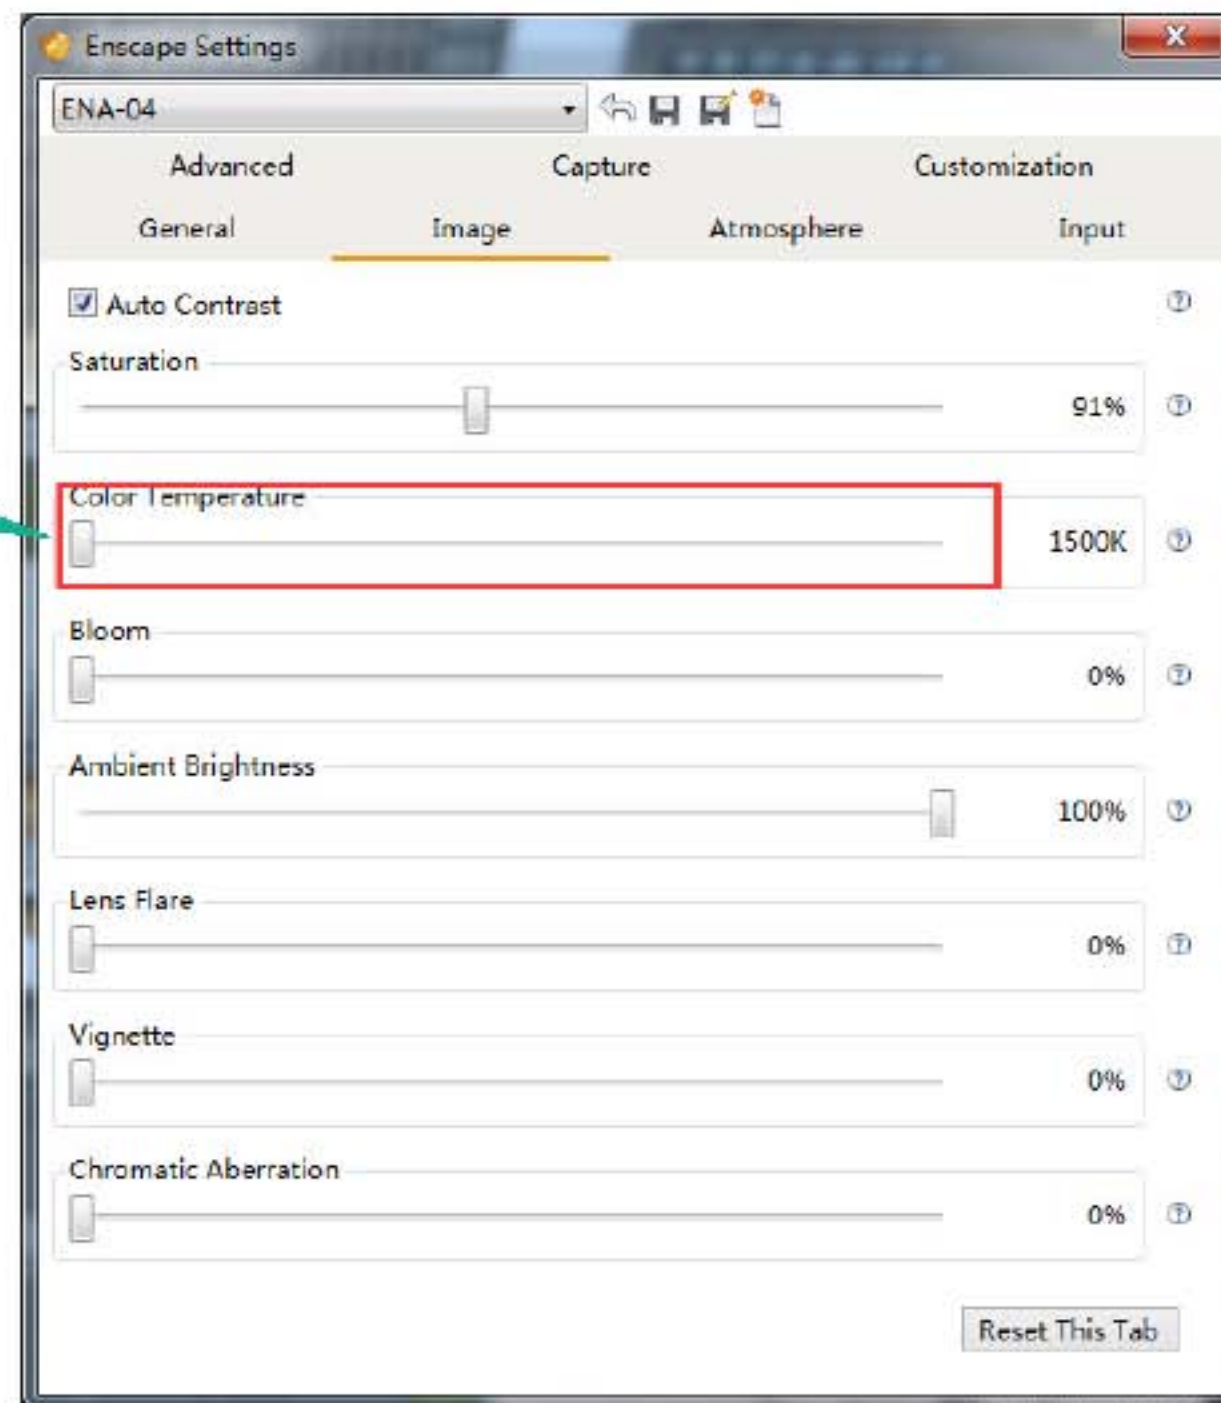 Enscape Settings
ENA-04
Advanced Capture Customization
General Image Atmosphere Input
Auto Contrast
Saturation
91%
Color Temperature
1500K
Bloom
0%
Ambient Brightness
100%
Lens Flare
0%
Vignette
0%
Chromatic Aberration
0%
Reset This Tab